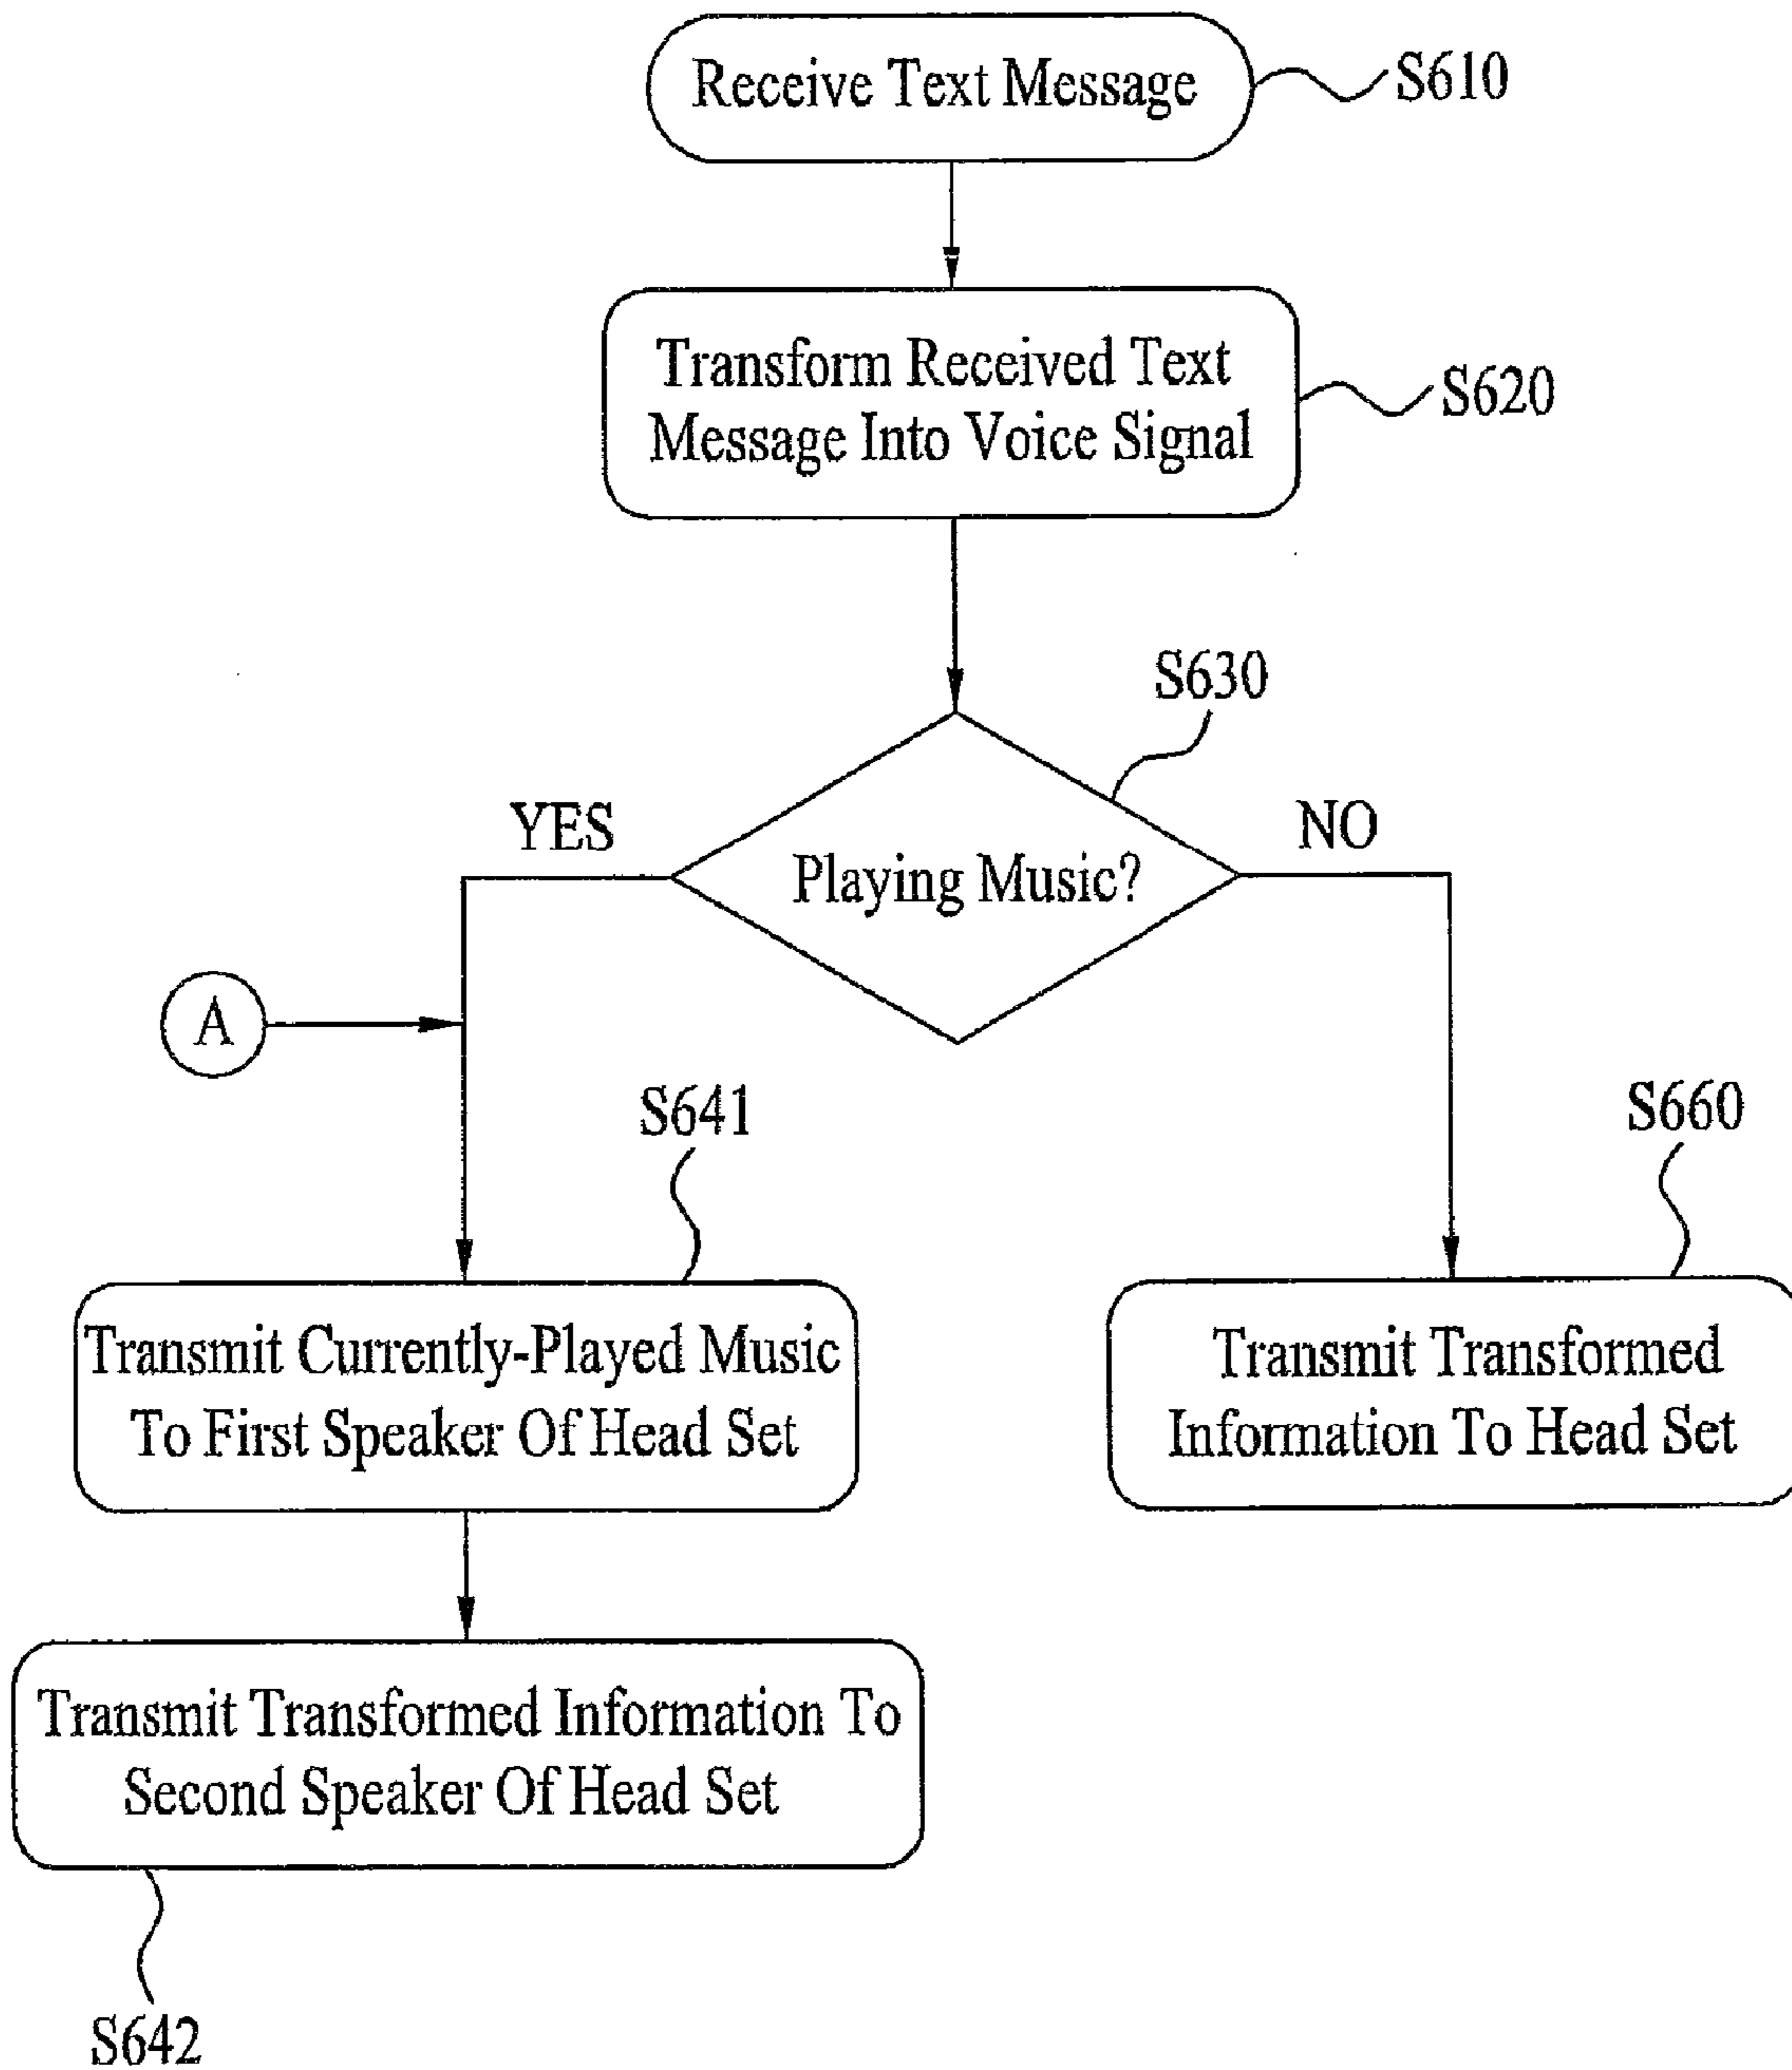 Receive Text Message
S610
Transform Received Text
Message Into Voice Signal
S620
S630
YES
NO
Playing Music?
A
S641
S660
Transmit Currently-Played Music
To First Speaker Of Head Set
Transmit Transformed
Information To Head Set
Transmit Transformed Information To
Second Speaker Of Head Set
S642